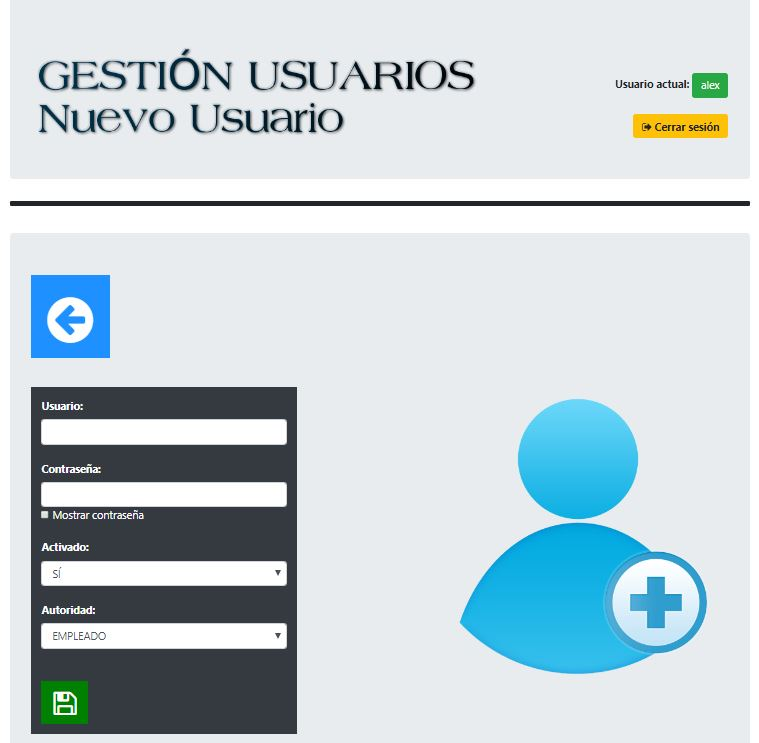 GESTIÓN USUARIOS
Nuevo Usuario
Usuario actual: alex
Cerrar sesión
Usuario:
Contraseña:
Mostrar contraseña
Activado:
SÍ
Autoridad:
EMPLEADO